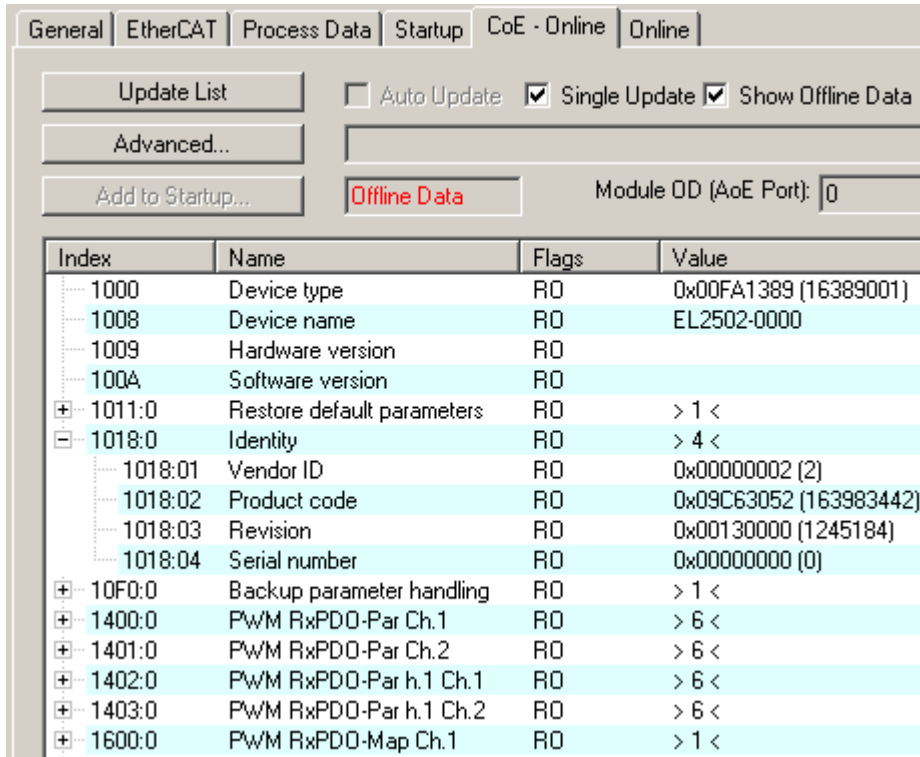 General EtherCAT Process Data Startup CoE - Online Online
Update List Auto Update Single Update Show Offline Data
Advanced...
Add to Startup... Offline Data Module OD (AoE Port): 0
Index Name Flags Value
1000 Device type RO 0x00FA1389 (16389001)
1008 Device name RO EL2502-0000
1009 Hardware version RO
100A Software version RO
1011:0 Restore default parameters RO > 1 <
1018:0 Identity RO > 4 <
1018:01 Vendor ID RO 0x00000002 (2)
1018:02 Product code RO 0x09C63052 (163983442)
1018:03 Revision RO 0x00130000 (1245184)
1018:04 Serial number RO 0x00000000 (0)
10F0:0 Backup parameter handling RO > 1 <
1400:0 PWM RxPDO-Par Ch.1 RO > 6 <
1401:0 PWM RxPDO-Par Ch.2 RO > 6 <
1402:0 PWM RxPDO-Par h.1 Ch.1 RO > 6 <
1403:0 PWM RxPDO-Par h.1 Ch.2 RO > 6 <
1600:0 PWM RxPDO-Map Ch.1 RO > 1 <